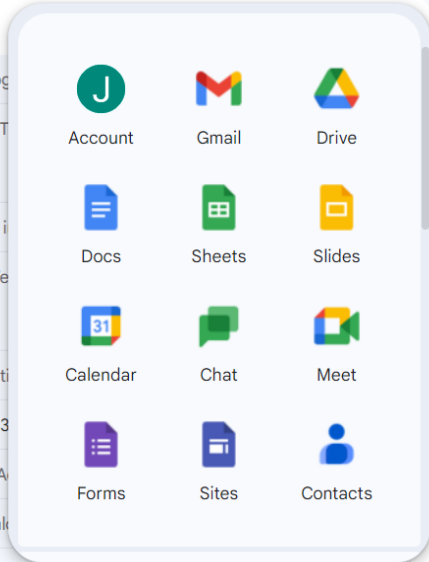 J
Account Gmail Drive
Docs Sheets Slides
31
Calendar Chat Meet
Forms Sites Contacts